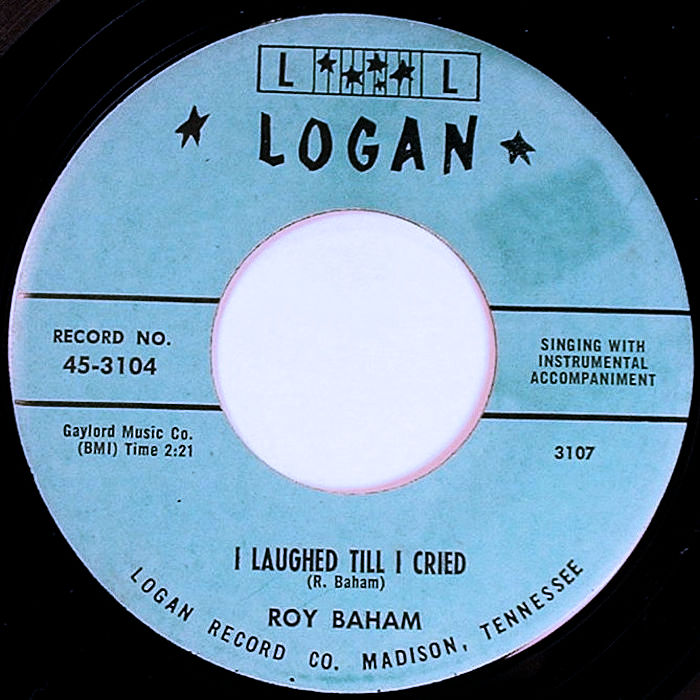 L L
LOGAN
RECORD NO.
45-3104
SINGING WITH
INSTRUMENTAL
ACCOMPANIMENT
Gaylord Music Co.
(BMI) Time 2:21
3107
I LAUGHED TILL I CRIED
(R. Baham)
ROY BAHAM
LOGAN RECORD CO. MADISON, TENNESSEE